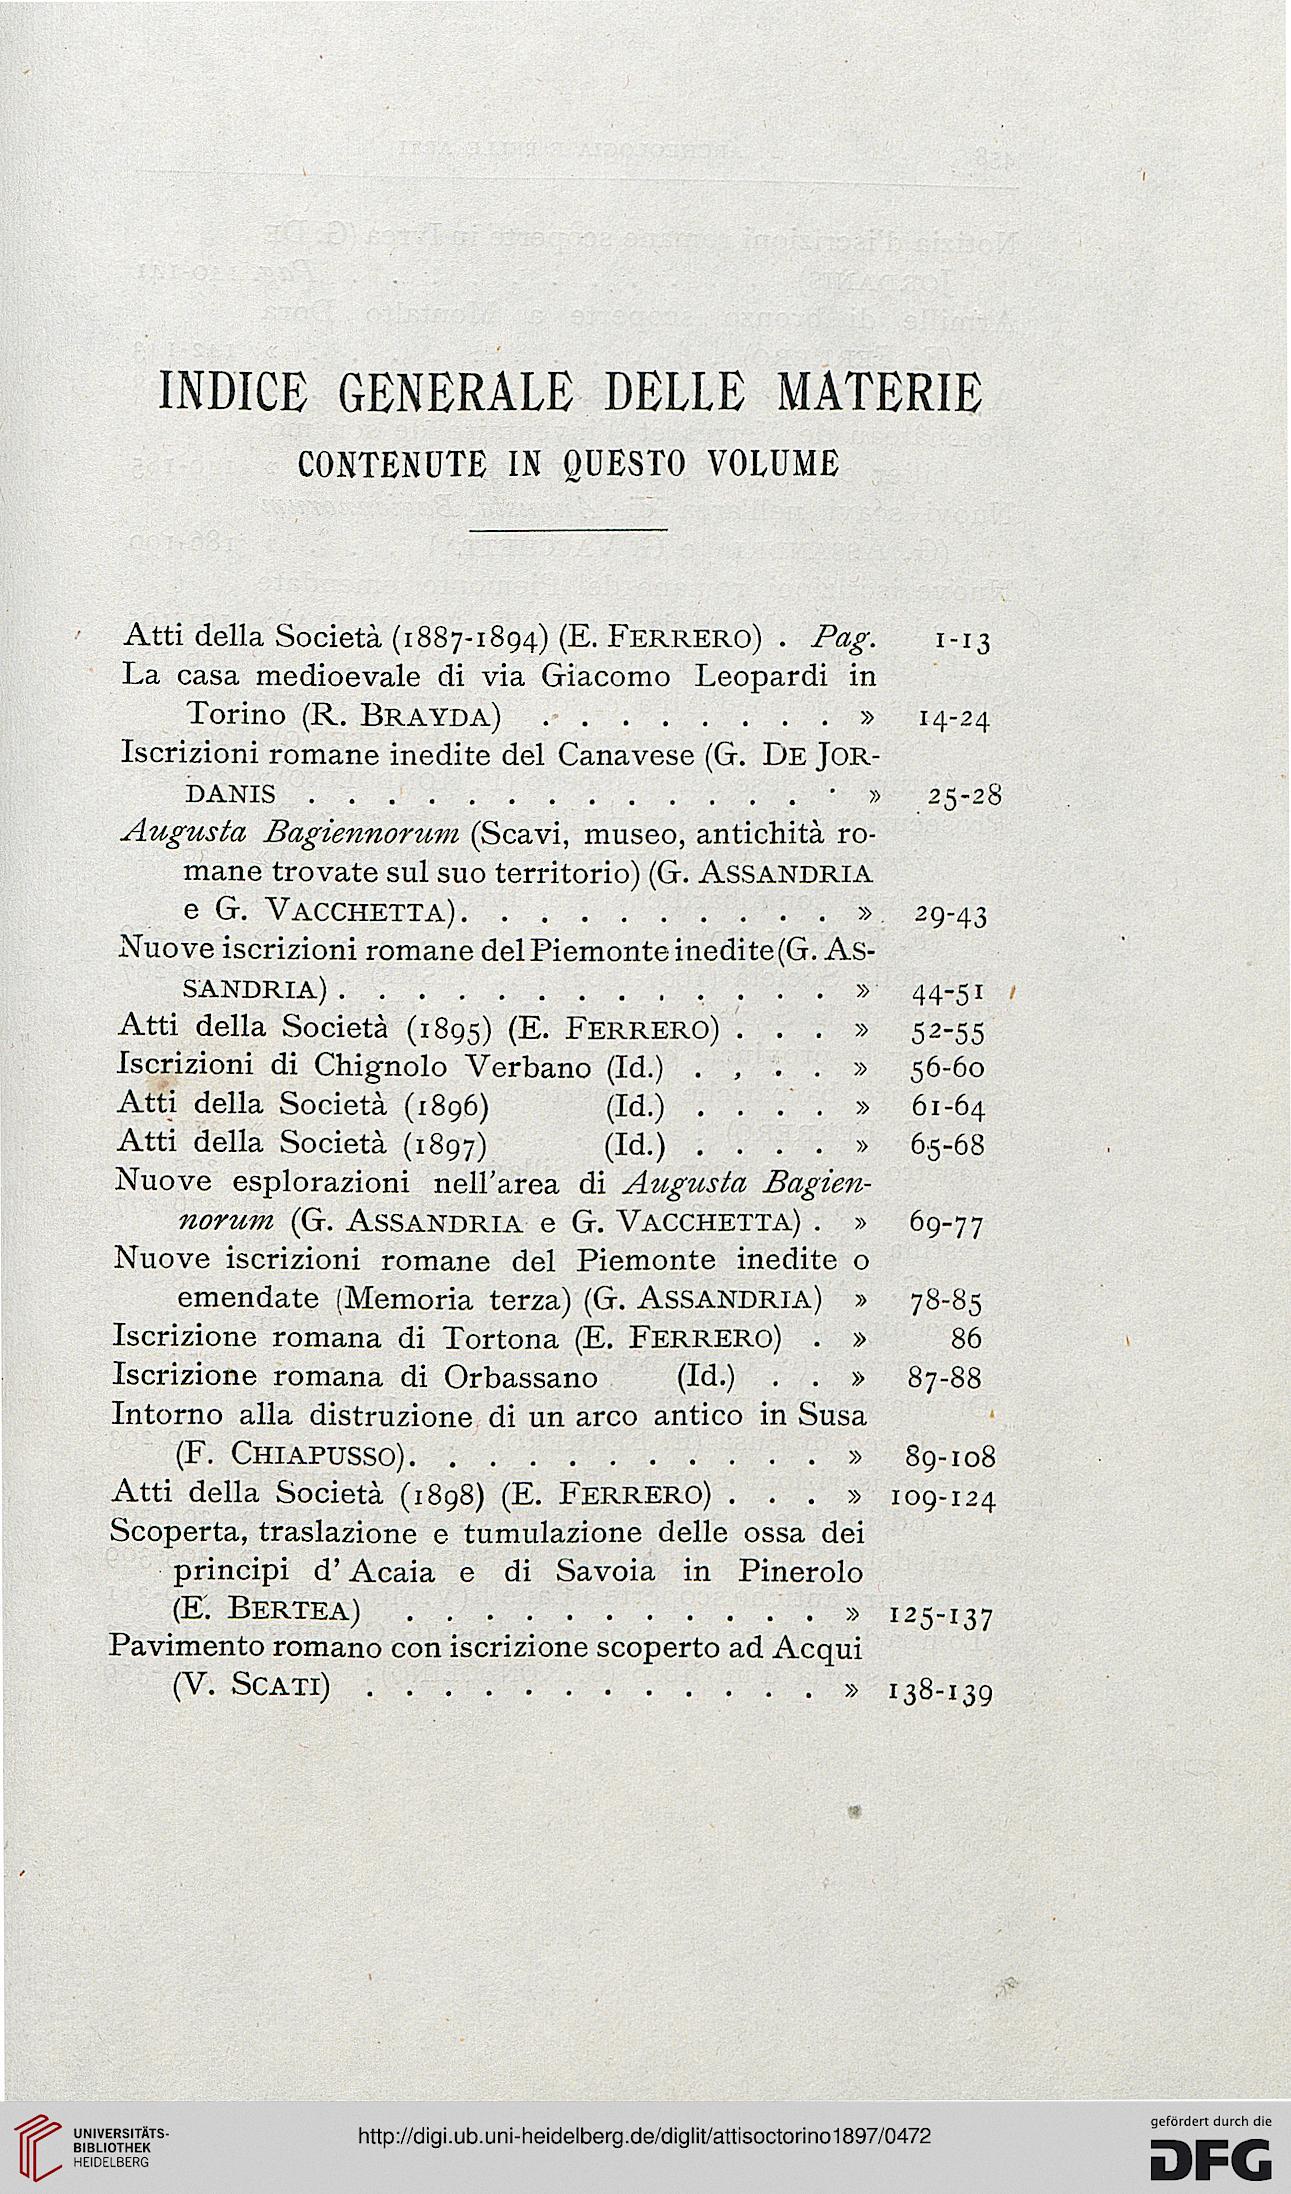 INDICE GENERALE DELLE MATERIE
CONTENUTE IN QUESTO VOLUME
Atti della Società (1887-1894) (E. FERRERO) . Pag. 1-13
La casa medioevale di via Giacomo Leopardi in
Torino (R. BRAYDA) . . . . . . . . » 14-24
Iscrizioni romane inedite del Canavese (G. DE JOR-
DANIS . . . . . . . . . . . . . . » 25-28
Augusta Bagiennorum (Scavi, museo, antichità ro-
mane trovate sul suo territorio) (G. ASSANDRIA
e G. VACCHETTA). . . . . . . . . . » 29-43
Nuove iscrizioni romane del Piemonte inedite (G. AS-
SANDRIA) . . . . . . . . . . . . . » 44-51
Atti della Società (1895) (E. FERRERO) . . . . » 52-55
Iscrizioni di Chignolo Verbano (Id.) . , . . » 56-60
Atti della Società (1896) (Id.) . . . . » 61-64
Atti della Società (1897) (Id.) . . . . » 65-68
Nuove esplorazioni nell'area di Augusta Bagien-
norum (G. ASSANDRIA e G. VACCHETTA) . » 69-77
Nuove iscrizioni romane del Piemonte inedite o
emendate (Memoria terza) (G. ASSANDRIA) » 78-85
Iscrizione romana di Tortona (E. FERRERO) . » 86
Iscrizione romana di Orbassano (Id.) . . » 87-88
Intorno alla distruzione di un arco antico in Susa
(F. CHIAPUSSO). . . . . . . . . . . » 89-108
Atti della Società (1898) (E. FERRERO) . . . » 109-124
Scoperta, traslazione e tumulazione delle ossa dei
principi d'Acaia e di Savoia in Pinerolo
(E. BERTEA) . . . . . . . . . . . » 125-137
Pavimento romano con iscrizione scoperto ad Acqui
(V. SCATI) . . . . . . . . . . . . » 138-139
UNIVERSITÄTS-
BIBLIOTHEK
HEIDELBERG
http://digi.ub.uni-heidelberg.de/diglit/attisoctorino1897/0472
gefördert durch die
DFG